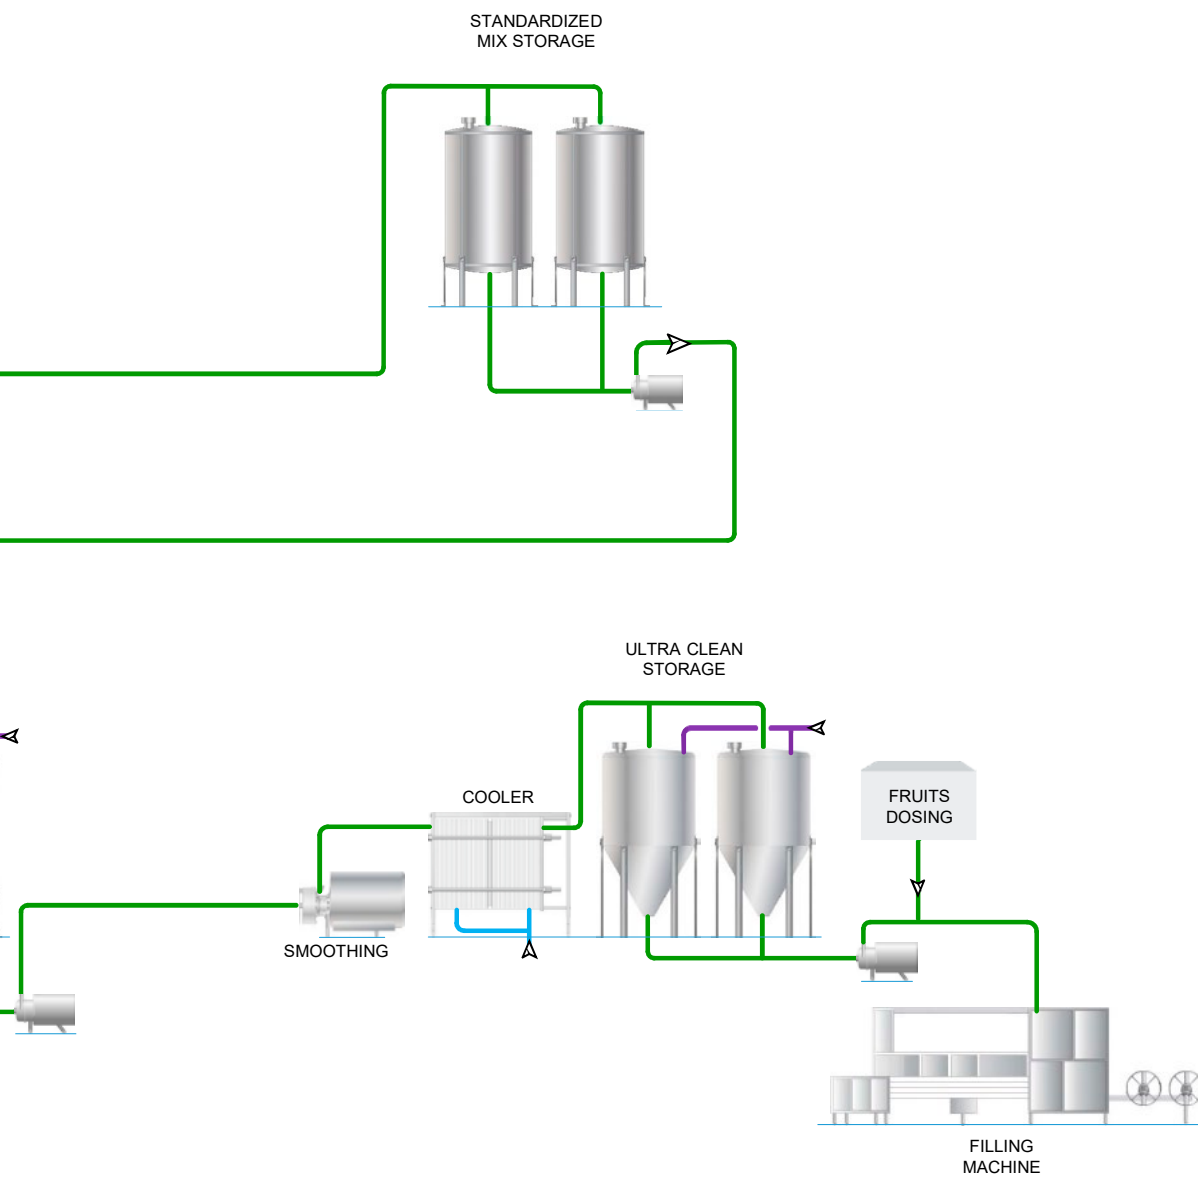 STANDARDIZED
MIX STORAGE
ULTRA CLEAN
STORAGE
COOLER
FRUITS
DOSING
SMOOTHING
FILLING
MACHINE